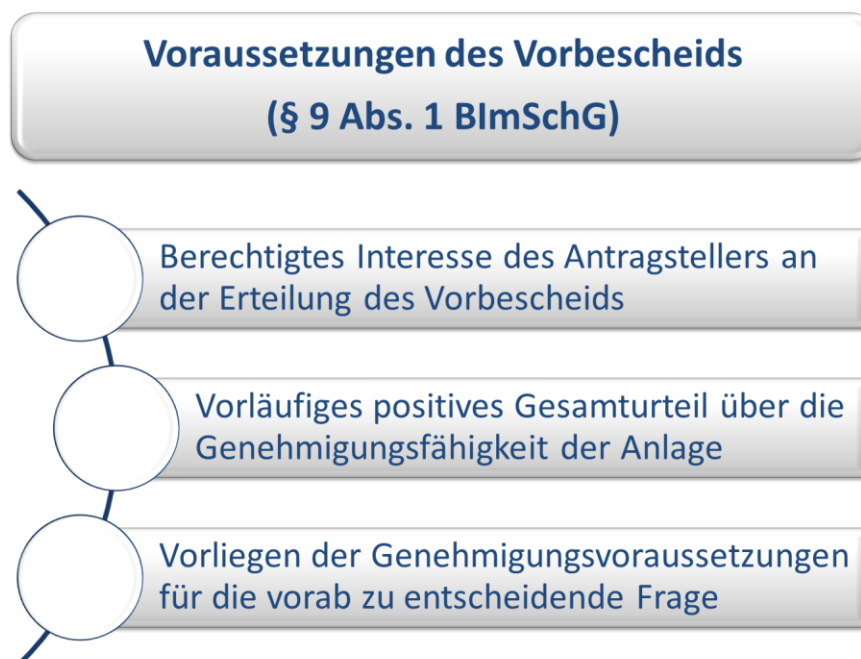 Voraussetzungen des Vorbescheids
(§ 9 Abs. 1 BImSchG)
Berechtigtes Interesse des Antragstellers an
der Erteilung des Vorbescheids
Vorläufiges positives Gesamturteil über die
Genehmigungsfähigkeit der Anlage
Vorliegen der Genehmigungsvoraussetzungen
für die vorab zu entscheidende Frage